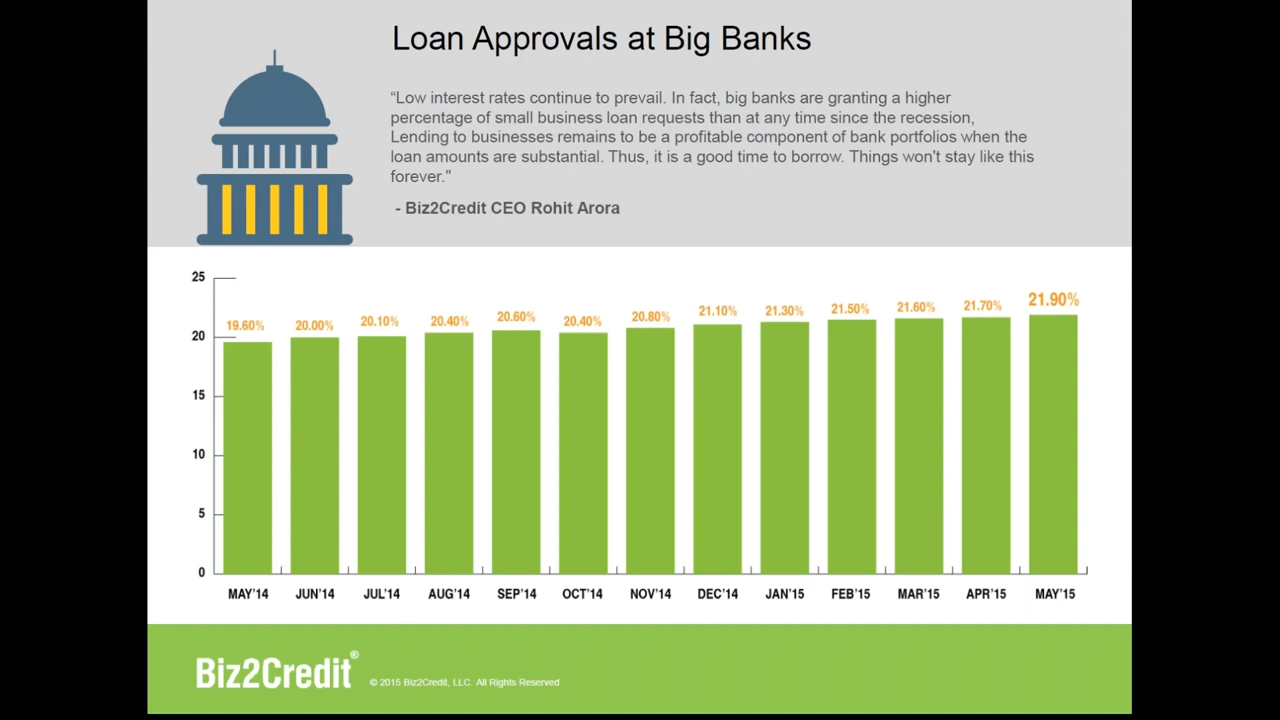 Loan Approvals at Big Banks
“Low interest rates continue to prevail. In fact, big banks are granting a higher
percentage of small business loan requests than at any time since the recession,
Lending to businesses remains to be a profitable component of bank portfolios when the
loan amounts are substantial. Thus, it is a good time to borrow. Things won't stay like this
forever."
- Biz2Credit CEO Rohit Arora
25
20
15
10
5
0
19.60% 20.00% 20.10% 20.40% 20.60% 20.40% 20.80% 21.10% 21.30% 21.50% 21.60% 21.70% 21.90%
MAY'14 JUN'14 JUL'14 AUG'14 SEP'14 OCT'14 NOV'14 DEC'14 JAN'15 FEB'15 MAR'15 APR'15 MAY'15
Biz2Credit® © 2015 Biz2Credit, LLC. All Rights Reserved